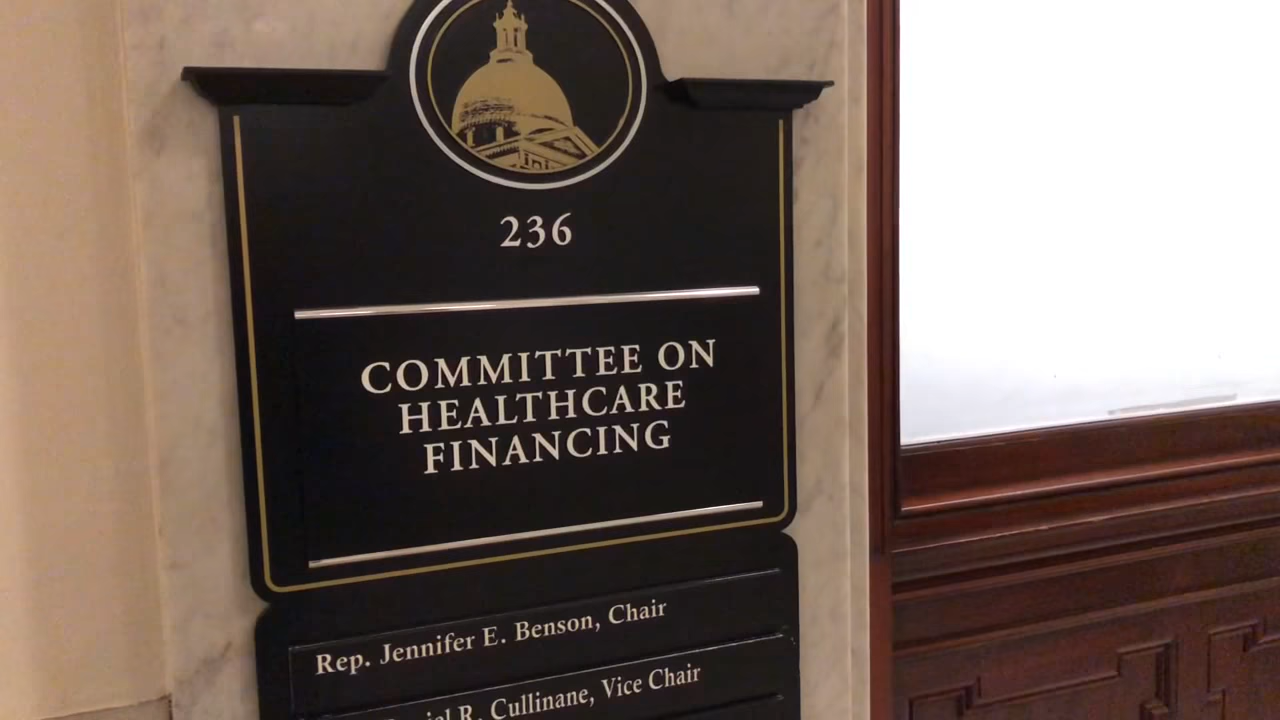 236
COMMITTEE ON
HEALTHCARE
FINANCING
Rep. Jennifer E. Benson, Chair
R. Cullinane, Vice Chair